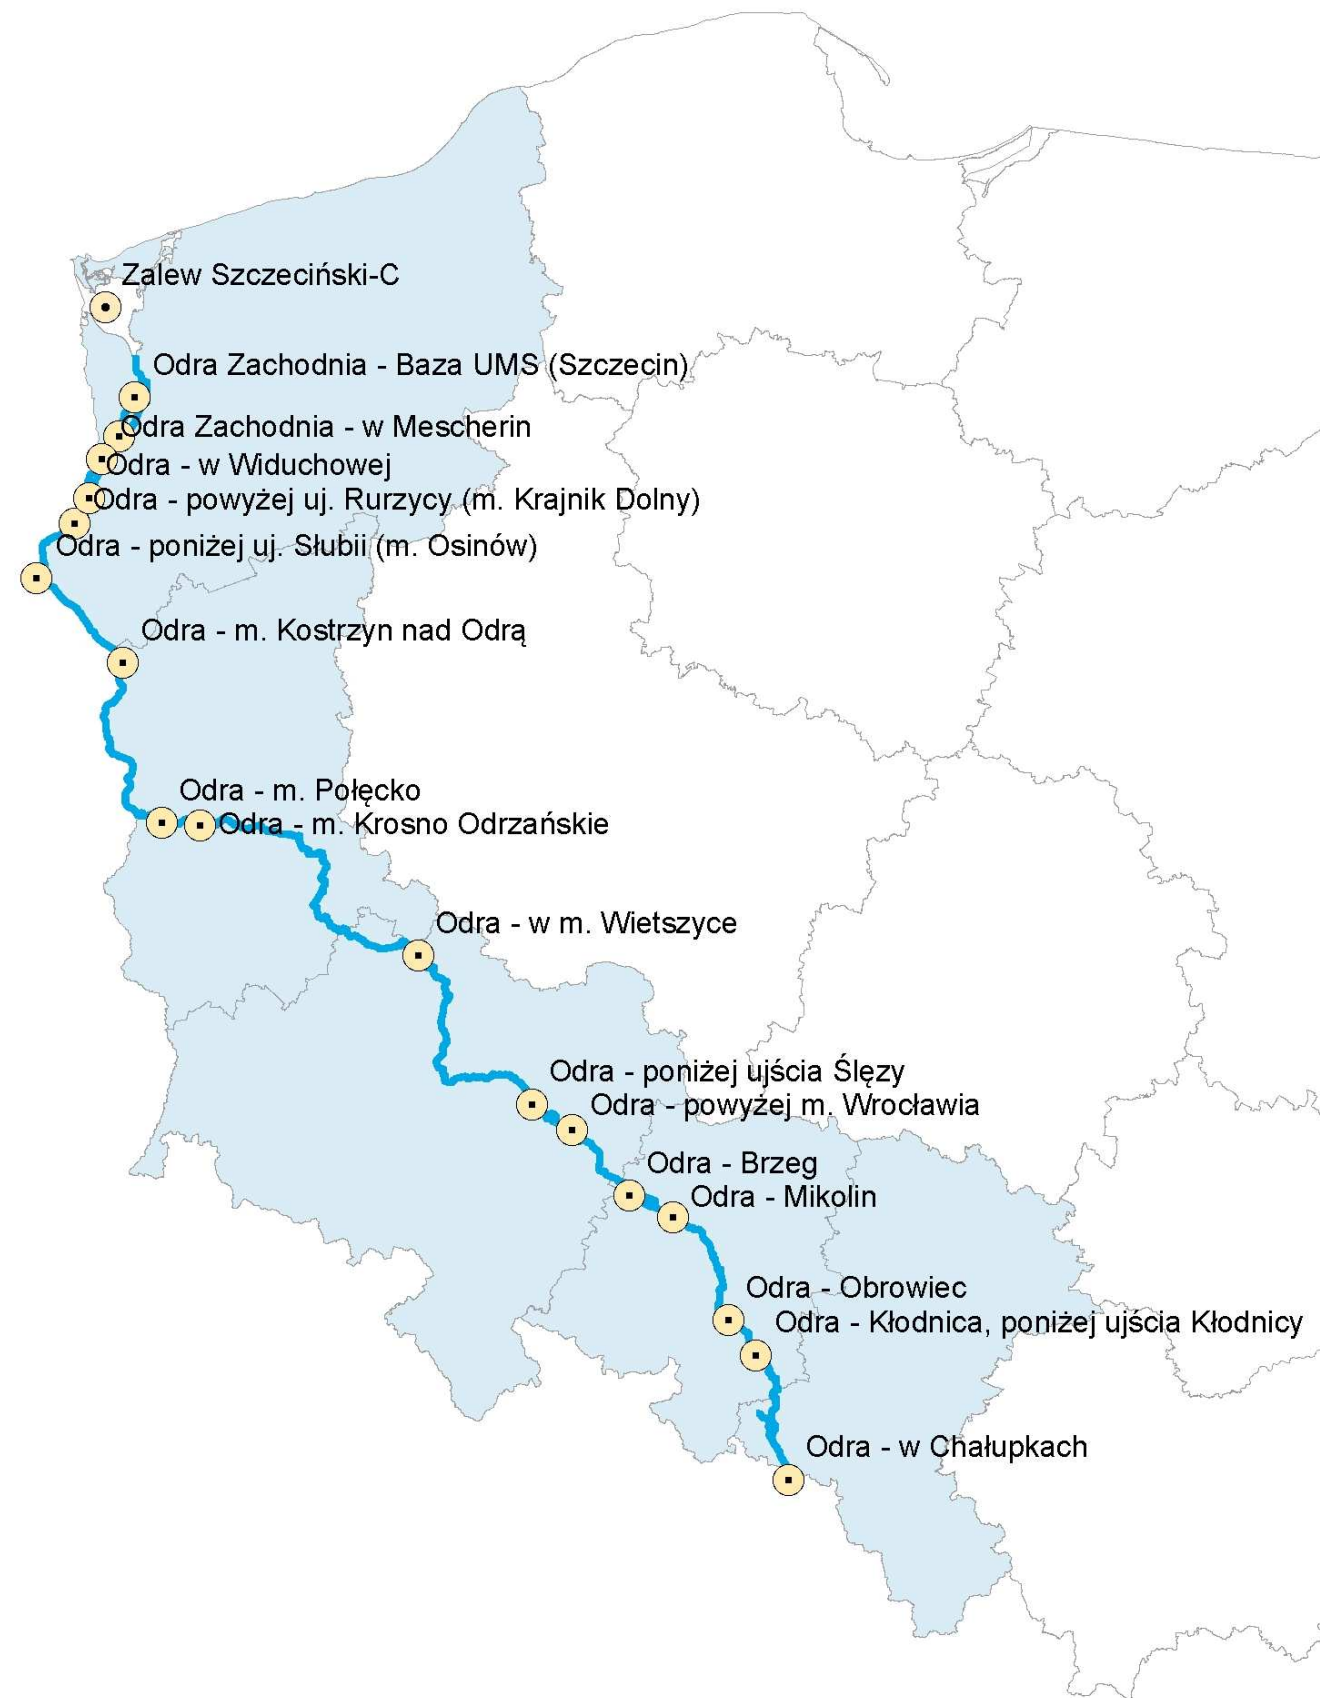 Zalew Szczeciński-C
Odra Zachodnia - Baza UMS (Szczecin)
Odra Zachodnia - w Mescherin
Odra - w Widuchowej
Odra - powyżej uj. Rurzycy (m. Krajnik Dolny)
Odra - poniżej uj. Słubii (m. Osinów)
Odra - m. Kostrzyn nad Odrą
Odra - m. Połęcko
Odra - m. Krosno Odrzańskie
Odra - w m. Wietszyce
Odra - poniżej ujścia Ślęzy
Odra - powyżej m. Wrocławia
Odra - Brzeg
Odra - Mikolin
Odra - Obrowiec
Odra - Kłodnica, poniżej ujścia Kłodnicy
Odra - w Chałupkach